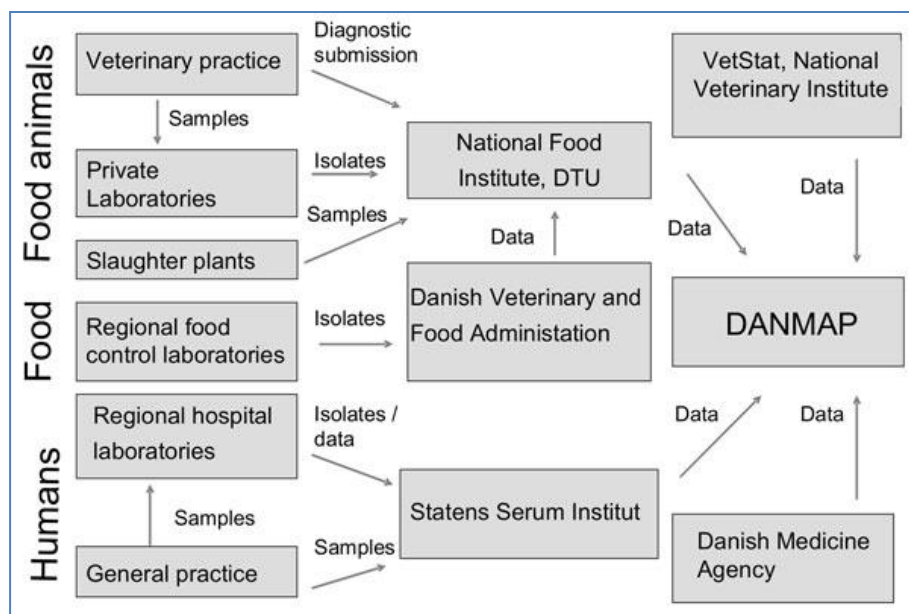 Food animals
Veterinary practice
Diagnostic
submission
VetStat, National
Veterinary Institute
Samples
National Food
Institute, DTU
Private
Laboratories
Isolates
Samples
Slaughter plants
Data
Data
Data
Food
Regional food
control laboratories
Isolates
Danish Veterinary and
Food Administation
DANMAP
Humans
Regional hospital
laboratories
Isolates /
data
Data
Data
Samples
Statens Serum Institut
Samples
General practice
Danish Medicine
Agency